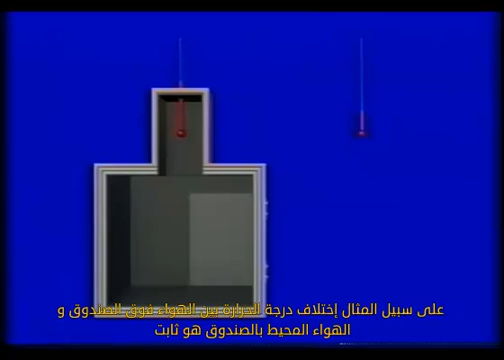 على سبيل المثال إختلاف درجة الحرارة بين الهواء فوق الصندوق و
الهواء المحيط بالصندوق هو ثابت